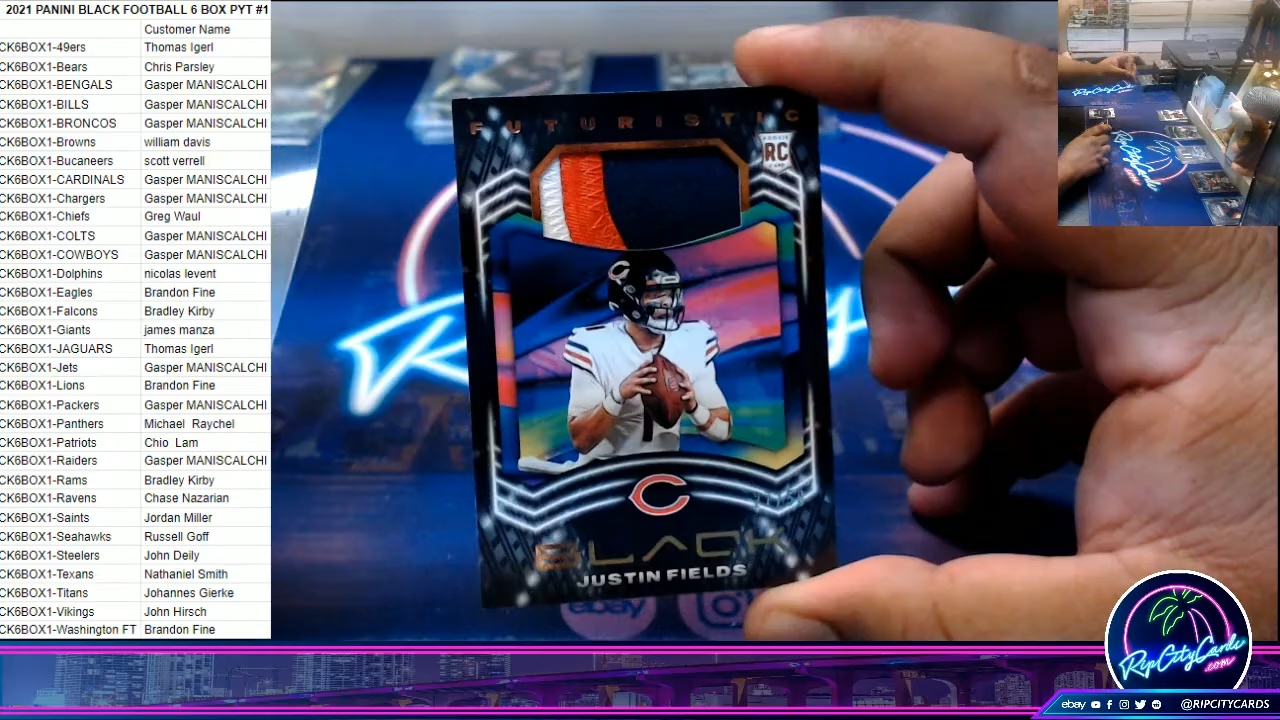 2021 PANINI BLACK FOOTBALL 6 BOX PYT #1
Customer Name
CK6BOX1-49ers Thomas Igerl
CK6BOX1-Bears Chris Parsley
CK6BOX1-BENGALS Gasper MANISCALCHI
CK6BOX1-BILLS Gasper MANISCALCHI
CK6BOX1-BRONCOS Gasper MANISCALCHI
CK6BOX1-Browns william davis
CK6BOX1-Bucaneers scott verrell
CK6BOX1-CARDINALS Gasper MANISCALCHI
CK6BOX1-Chargers Gasper MANISCALCHI
CK6BOX1-Chiefs Greg Waul
CK6BOX1-COLTS Gasper MANISCALCHI
CK6BOX1-COWBOYS Gasper MANISCALCHI
CK6BOX1-Dolphins nicolas levent
CK6BOX1-Eagles Brandon Fine
CK6BOX1-Falcons Bradley Kirby
CK6BOX1-Giants james manza
CK6BOX1-JAGUARS Thomas Igerl
CK6BOX1-Jets Gasper MANISCALCHI
CK6BOX1-Lions Brandon Fine
CK6BOX1-Packers Gasper MANISCALCHI
CK6BOX1-Panthers Michael Raychel
CK6BOX1-Patriots Chio Lam
CK6BOX1-Raiders Gasper MANISCALCHI
CK6BOX1-Rams Bradley Kirby
CK6BOX1-Ravens Chase Nazarian
CK6BOX1-Saints Jordan Miller
CK6BOX1-Seahawks Russell Goff
CK6BOX1-Steelers John Deily
CK6BOX1-Texans Nathaniel Smith
CK6BOX1-Titans Johannes Gierke
CK6BOX1-Vikings John Hirsch
CK6BOX1-Washington FT Brandon Fine
FUTURISTIC
ROOKIE
RC
CARD
C
BLACK
JUSTIN FIELDS
ebay
RipCityCards
.com
ebay @RIPCITYCARDS